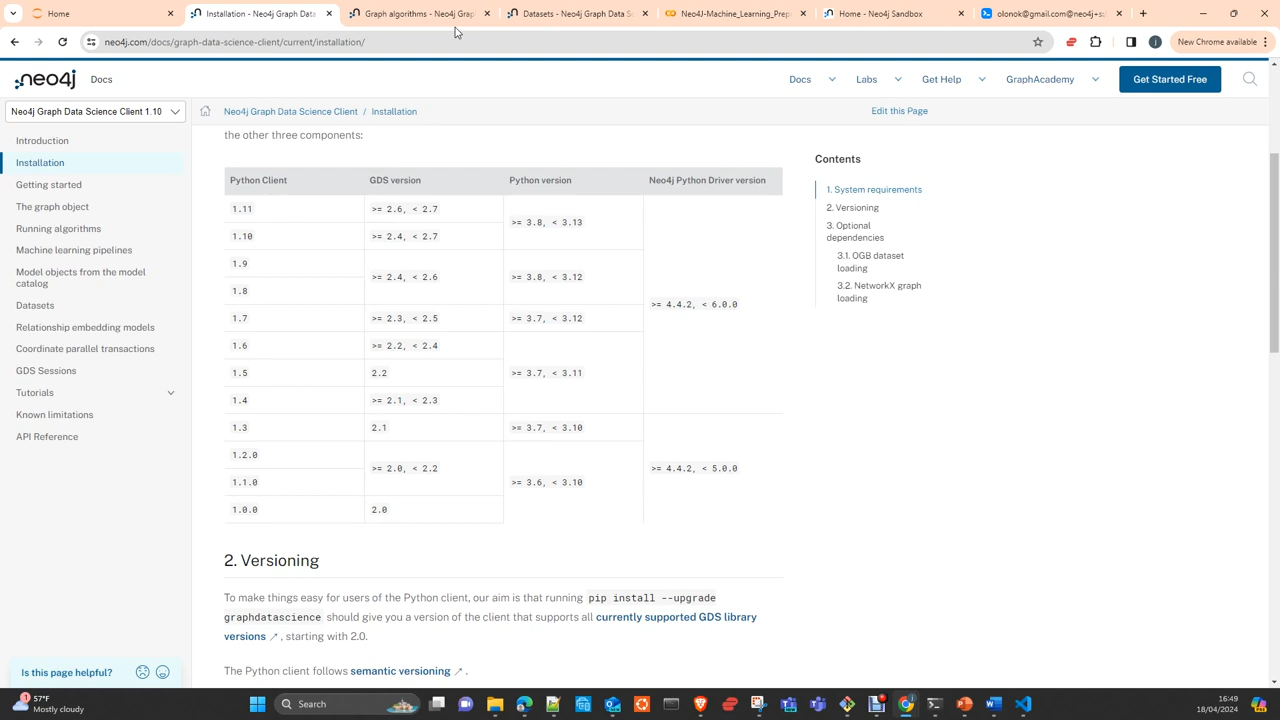 Home
Installation - Neo4j Graph Data
Graph algorithms - Neo4j Grap
Datasets - Neo4j Graph Data Sc
Neo4J-Machine_Learning_Prep
Home - Neo4j Sandbox
olonok@gmail.com@neo4j+s
neo4j.com/docs/graph-data-science-client/current/installation/
New Chrome available
neo4j
Docs
Docs
Labs
Get Help
GraphAcademy
Get Started Free
Neo4j Graph Data Science Client 1.10
Neo4j Graph Data Science Client / Installation
Edit this Page
Introduction
Installation
Getting started
The graph object
Running algorithms
Machine learning pipelines
Model objects from the model
catalog
Datasets
Relationship embedding models
Coordinate parallel transactions
GDS Sessions
Tutorials
Known limitations
API Reference
Is this page helpful?
the other three components:
Python Client GDS version Python version Neo4j Python Driver version
1.11 >= 2.6, < 2.7 >= 3.8, < 3.13 >= 4.4.2, < 6.0.0
1.10 >= 2.4, < 2.7
1.9 >= 2.4, < 2.6 >= 3.8, < 3.12
1.8
1.7 >= 2.3, < 2.5 >= 3.7, < 3.12
1.6 >= 2.2, < 2.4 >= 3.7, < 3.11
1.5 2.2
1.4 >= 2.1, < 2.3
1.3 2.1 >= 3.7, < 3.10 >= 4.4.2, < 5.0.0
1.2.0 >= 2.0, < 2.2 >= 3.6, < 3.10
1.1.0
1.0.0 2.0
2. Versioning
To make things easy for users of the Python client, our aim is that running pip install --upgrade
graphdatascience should give you a version of the client that supports all currently supported GDS library
versions ↗ , starting with 2.0.
The Python client follows semantic versioning ↗ .
Contents
1. System requirements
2. Versioning
3. Optional
dependencies
3.1. OGB dataset
loading
3.2. NetworkX graph
loading
57°F
Mostly cloudy
Search
16:49
18/04/2024